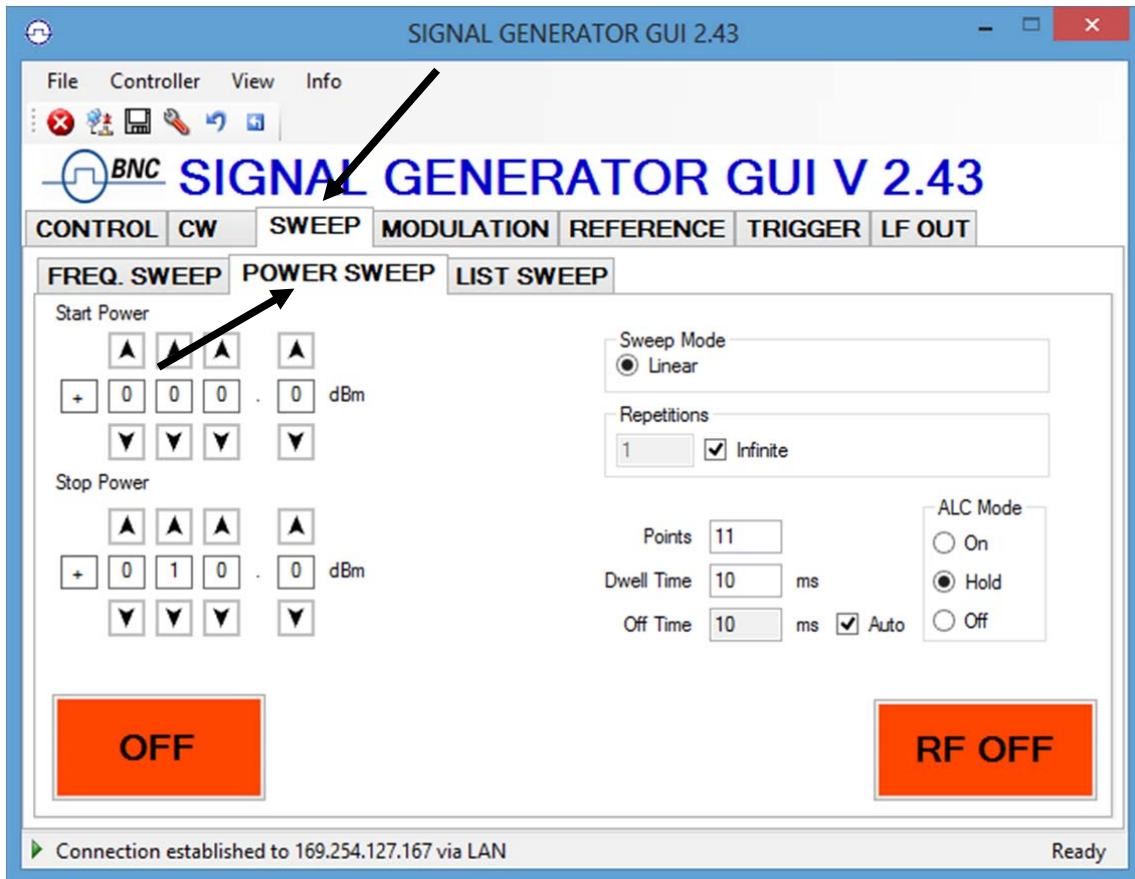 SIGNAL GENERATOR GUI 2.43
File Controller View Info
BNC SIGNAL GENERATOR GUI V 2.43
CONTROL CW SWEEP MODULATION REFERENCE TRIGGER LF OUT
FREQ. SWEEP POWER SWEEP LIST SWEEP
Start Power
+ 0 0 0 . 0 dBm
Stop Power
+ 0 1 0 . 0 dBm
Sweep Mode
Linear
Repetitions
1 Infinite
Points 11
Dwell Time 10 ms
Off Time 10 ms Auto
ALC Mode
On
Hold
Off
OFF
RF OFF
Connection established to 169.254.127.167 via LAN Ready